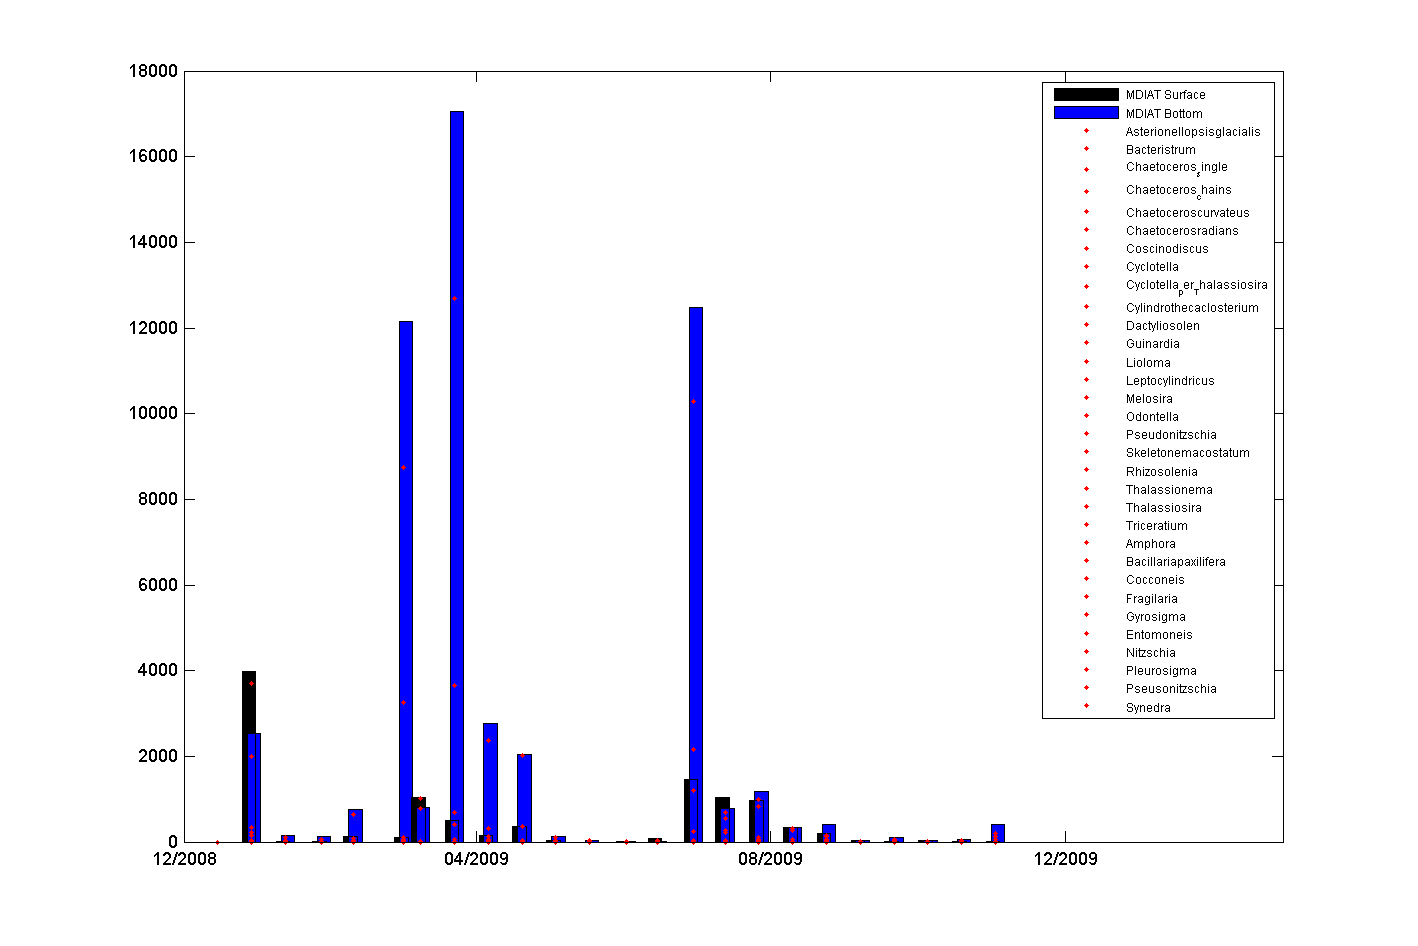 18000
16000
14000
12000
10000
8000
6000
4000
2000
0
12/2008
04/2009
08/2009
12/2009
MDIAT Surface
MDIAT Bottom
Asterionellopsisglacialis
Bacteristrum
Chaetoceros_single
Chaetoceros_chains
Chaetoceroscurvateus
Chaetocerosradians
Coscinodiscus
Cyclotella
Cyclotella_per_Thalassiosira
Cylindrothecaclosterium
Dactyliosolen
Guinardia
Lioloma
Leptocylindricus
Melosira
Odontella
Pseudonitzschia
Skeletonemacostatum
Rhizosolenia
Thalassionema
Thalassiosira
Triceratium
Amphora
Bacillariapaxilifera
Cocconeis
Fragilaria
Gyrosigma
Entomoneis
Nitzschia
Pleurosigma
Pseusonitzschia
Synedra